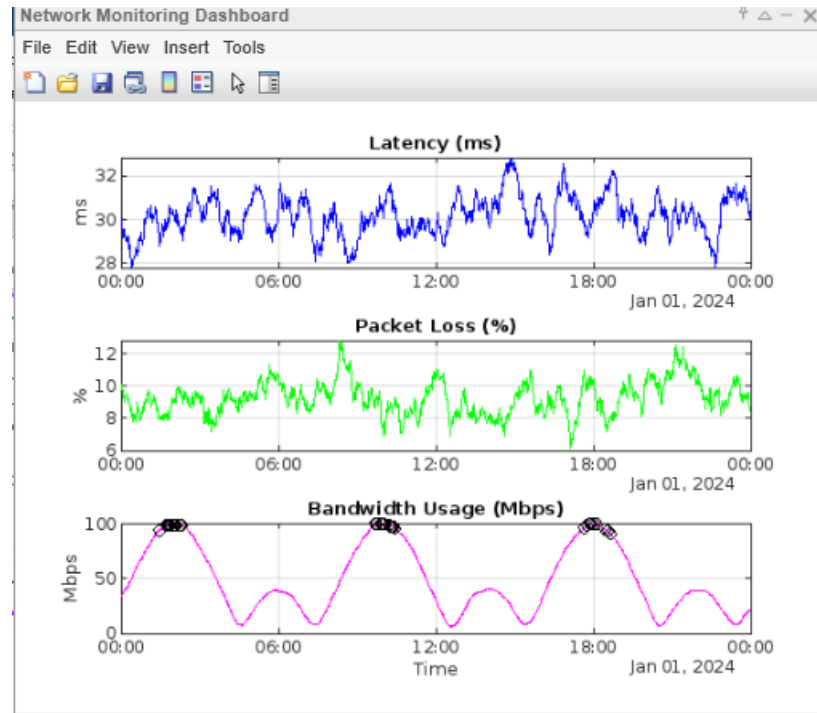 Network Monitoring Dashboard
File Edit View Insert Tools
Latency (ms)
32
30
28
ms
00:00 06:00 12:00 18:00 00:00
Jan 01, 2024
Packet Loss (%)
12
10
8
6
%
00:00 06:00 12:00 18:00 00:00
Jan 01, 2024
Bandwidth Usage (Mbps)
100
50
0
Mbps
00:00 06:00 12:00 18:00 00:00
Time
Jan 01, 2024